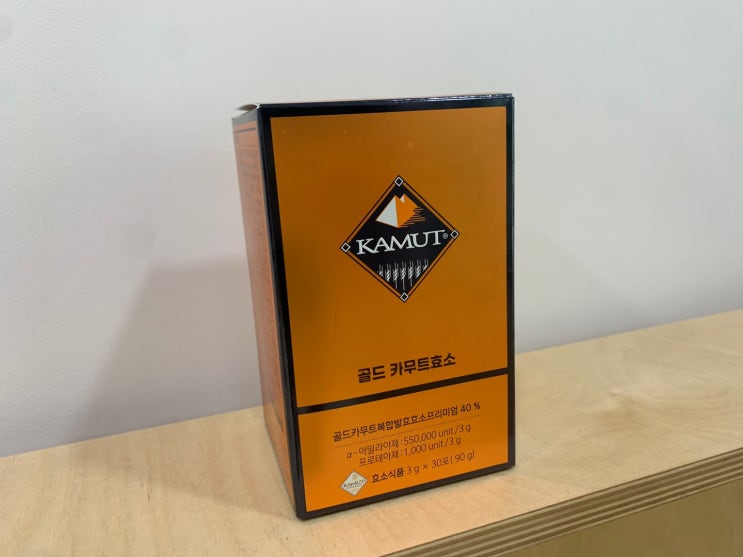 KAMUT®
골드 카무트효소
골드카무트복합발효효소프리미엄 40 %
α-아밀라아제 : 550,000 unit / 3 g
프로테아제 : 1,000 unit / 3 g
KAMUT
효소식품 3 g × 30포 ( 90 g)